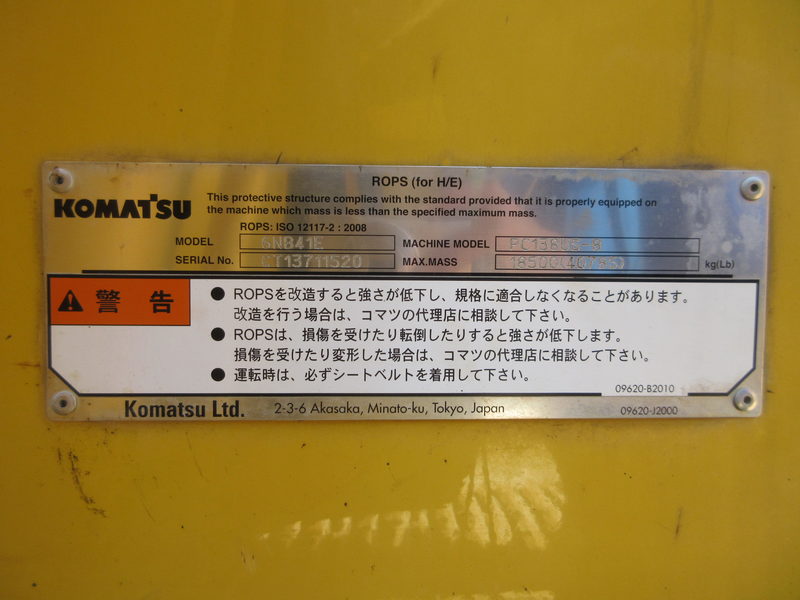 ROPS (for H/E)
KOMATSU
This protective structure complies with the standard provided that it is properly equipped on
the machine which mass is less than the specified maximum mass.
ROPS: ISO 12117-2 : 2008
MODEL 6NB41E MACHINE MODEL PC138US-8
SERIAL No. CT13711520 MAX.MASS 18500(40785) kg(Lb)
警告
● ROPSを改造すると強さが低下し、規格に適合しなくなることがあります。
改造を行う場合は、コマツの代理店に相談して下さい。
● ROPSは、損傷を受けたり転倒したりすると強さが低下します。
損傷を受けたり変形した場合は、コマツの代理店に相談して下さい。
● 運転時は、必ずシートベルトを着用して下さい。
09620-B2010
Komatsu Ltd. 2-3-6 Akasaka, Minato-ku, Tokyo, Japan 09620-J2000